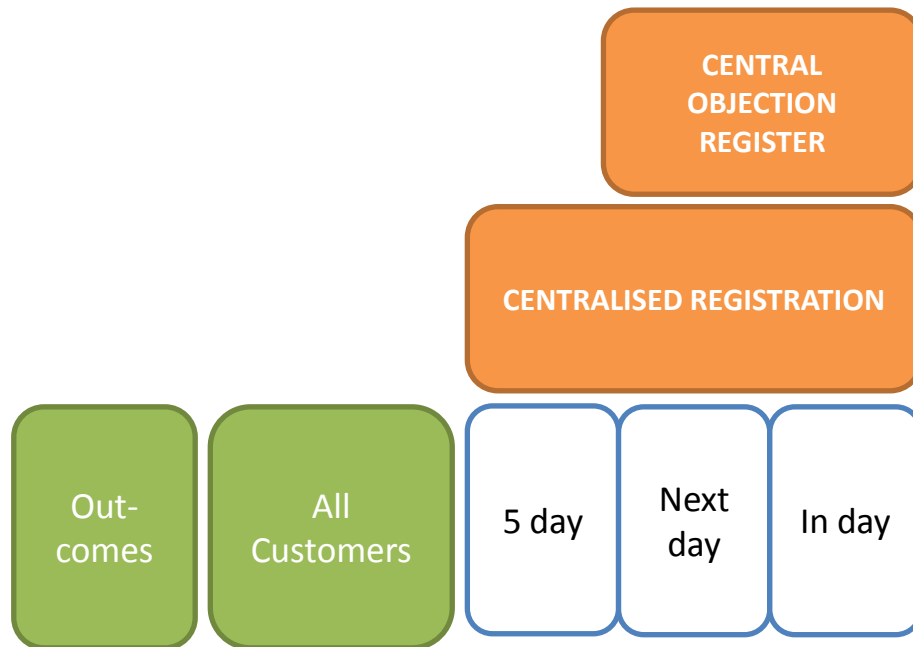 CENTRAL
OBJECTION
REGISTER
CENTRALISED REGISTRATION
Out-
comes
All
Customers
5 day
Next
day
In day